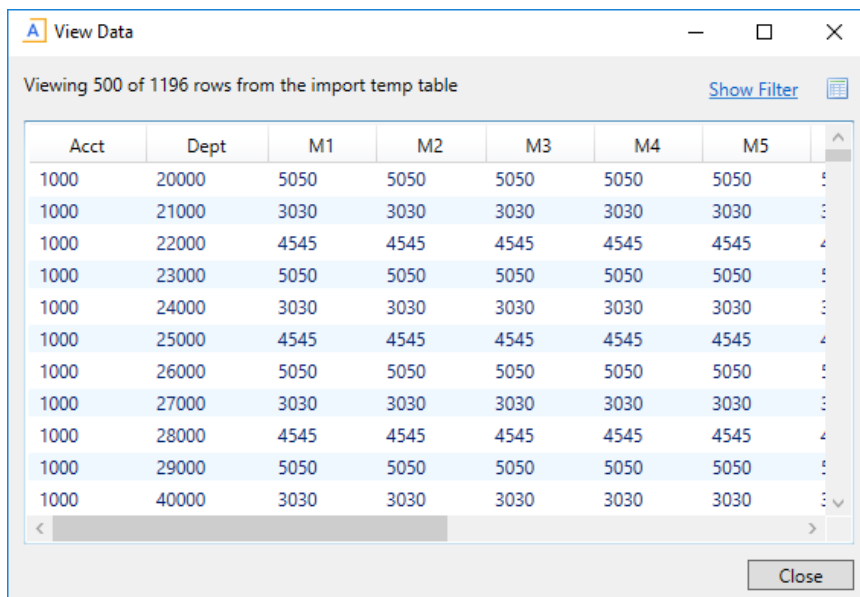 A View Data
Viewing 500 of 1196 rows from the import temp table Show Filter
Acct Dept M1 M2 M3 M4 M5
1000 20000 5050 5050 5050 5050 5050
1000 21000 3030 3030 3030 3030 3030
1000 22000 4545 4545 4545 4545 4545
1000 23000 5050 5050 5050 5050 5050
1000 24000 3030 3030 3030 3030 3030
1000 25000 4545 4545 4545 4545 4545
1000 26000 5050 5050 5050 5050 5050
1000 27000 3030 3030 3030 3030 3030
1000 28000 4545 4545 4545 4545 4545
1000 29000 5050 5050 5050 5050 5050
1000 40000 3030 3030 3030 3030 3030
Close